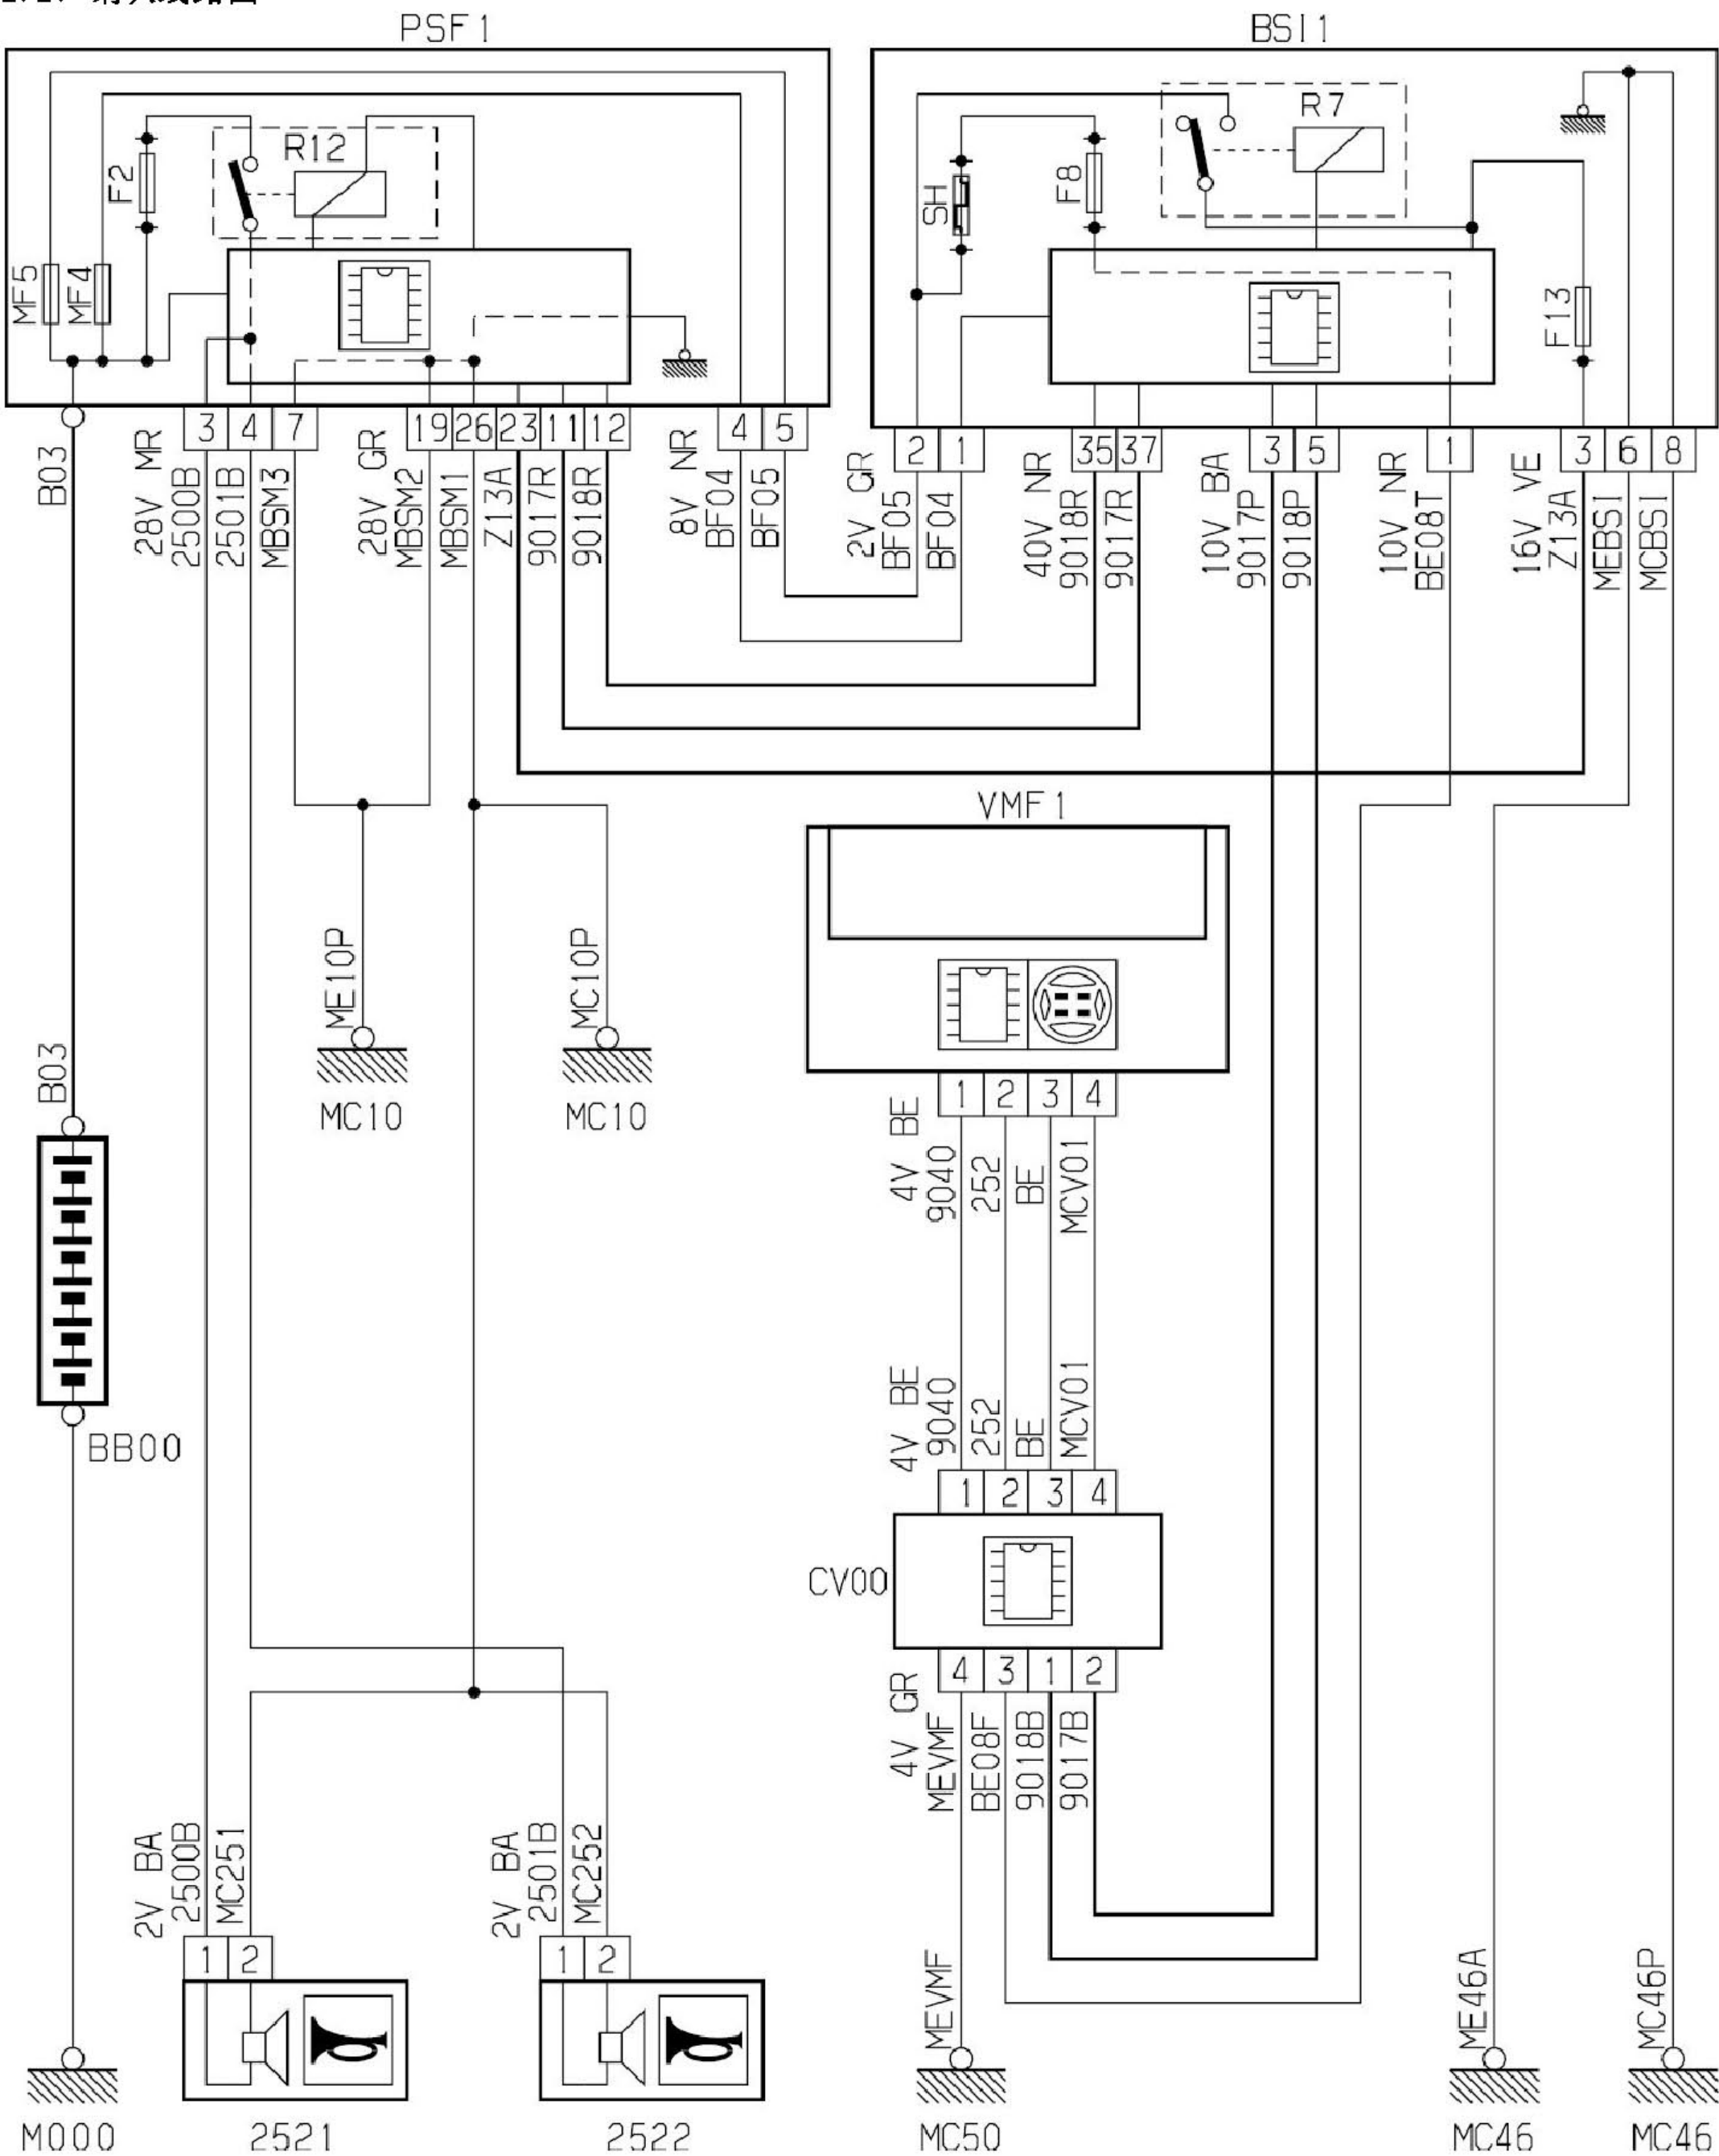 PSF1
BSI1
R12
F2
MF5
MF4
R7
SH
F8
F13
3 4 7
19 26 23 11 12
4 5
2 1
35 37
3 5
1
3 6 8
B03
28V MR
2500B
2501B
MBSM3
28V GR
MBSM2
MBSM1
Z13A
9017R
9018R
8V NR
BF04
BF05
2V GR
BF05
BF04
40V NR
9018R
9017R
10V BA
9017P
9018P
10V NR
BE08T
16V VE
Z13A
MEBSI
MCBSI
VMF1
ME10P
MC10P
MC10
MC10
B03
BB00
1 2 3 4
4V BE
9040
252
BE
MCV01
4V BE
9040
252
BE
MCV01
1 2 3 4
CV00
4 3 1 2
4V GR
MEVMF
BE08F
9018B
9017B
2V BA
2500B
MC251
2V BA
2501B
MC252
1 2
1 2
MEVMF
ME46A
MC46P
M000
2521
2522
MC50
MC46
MC46